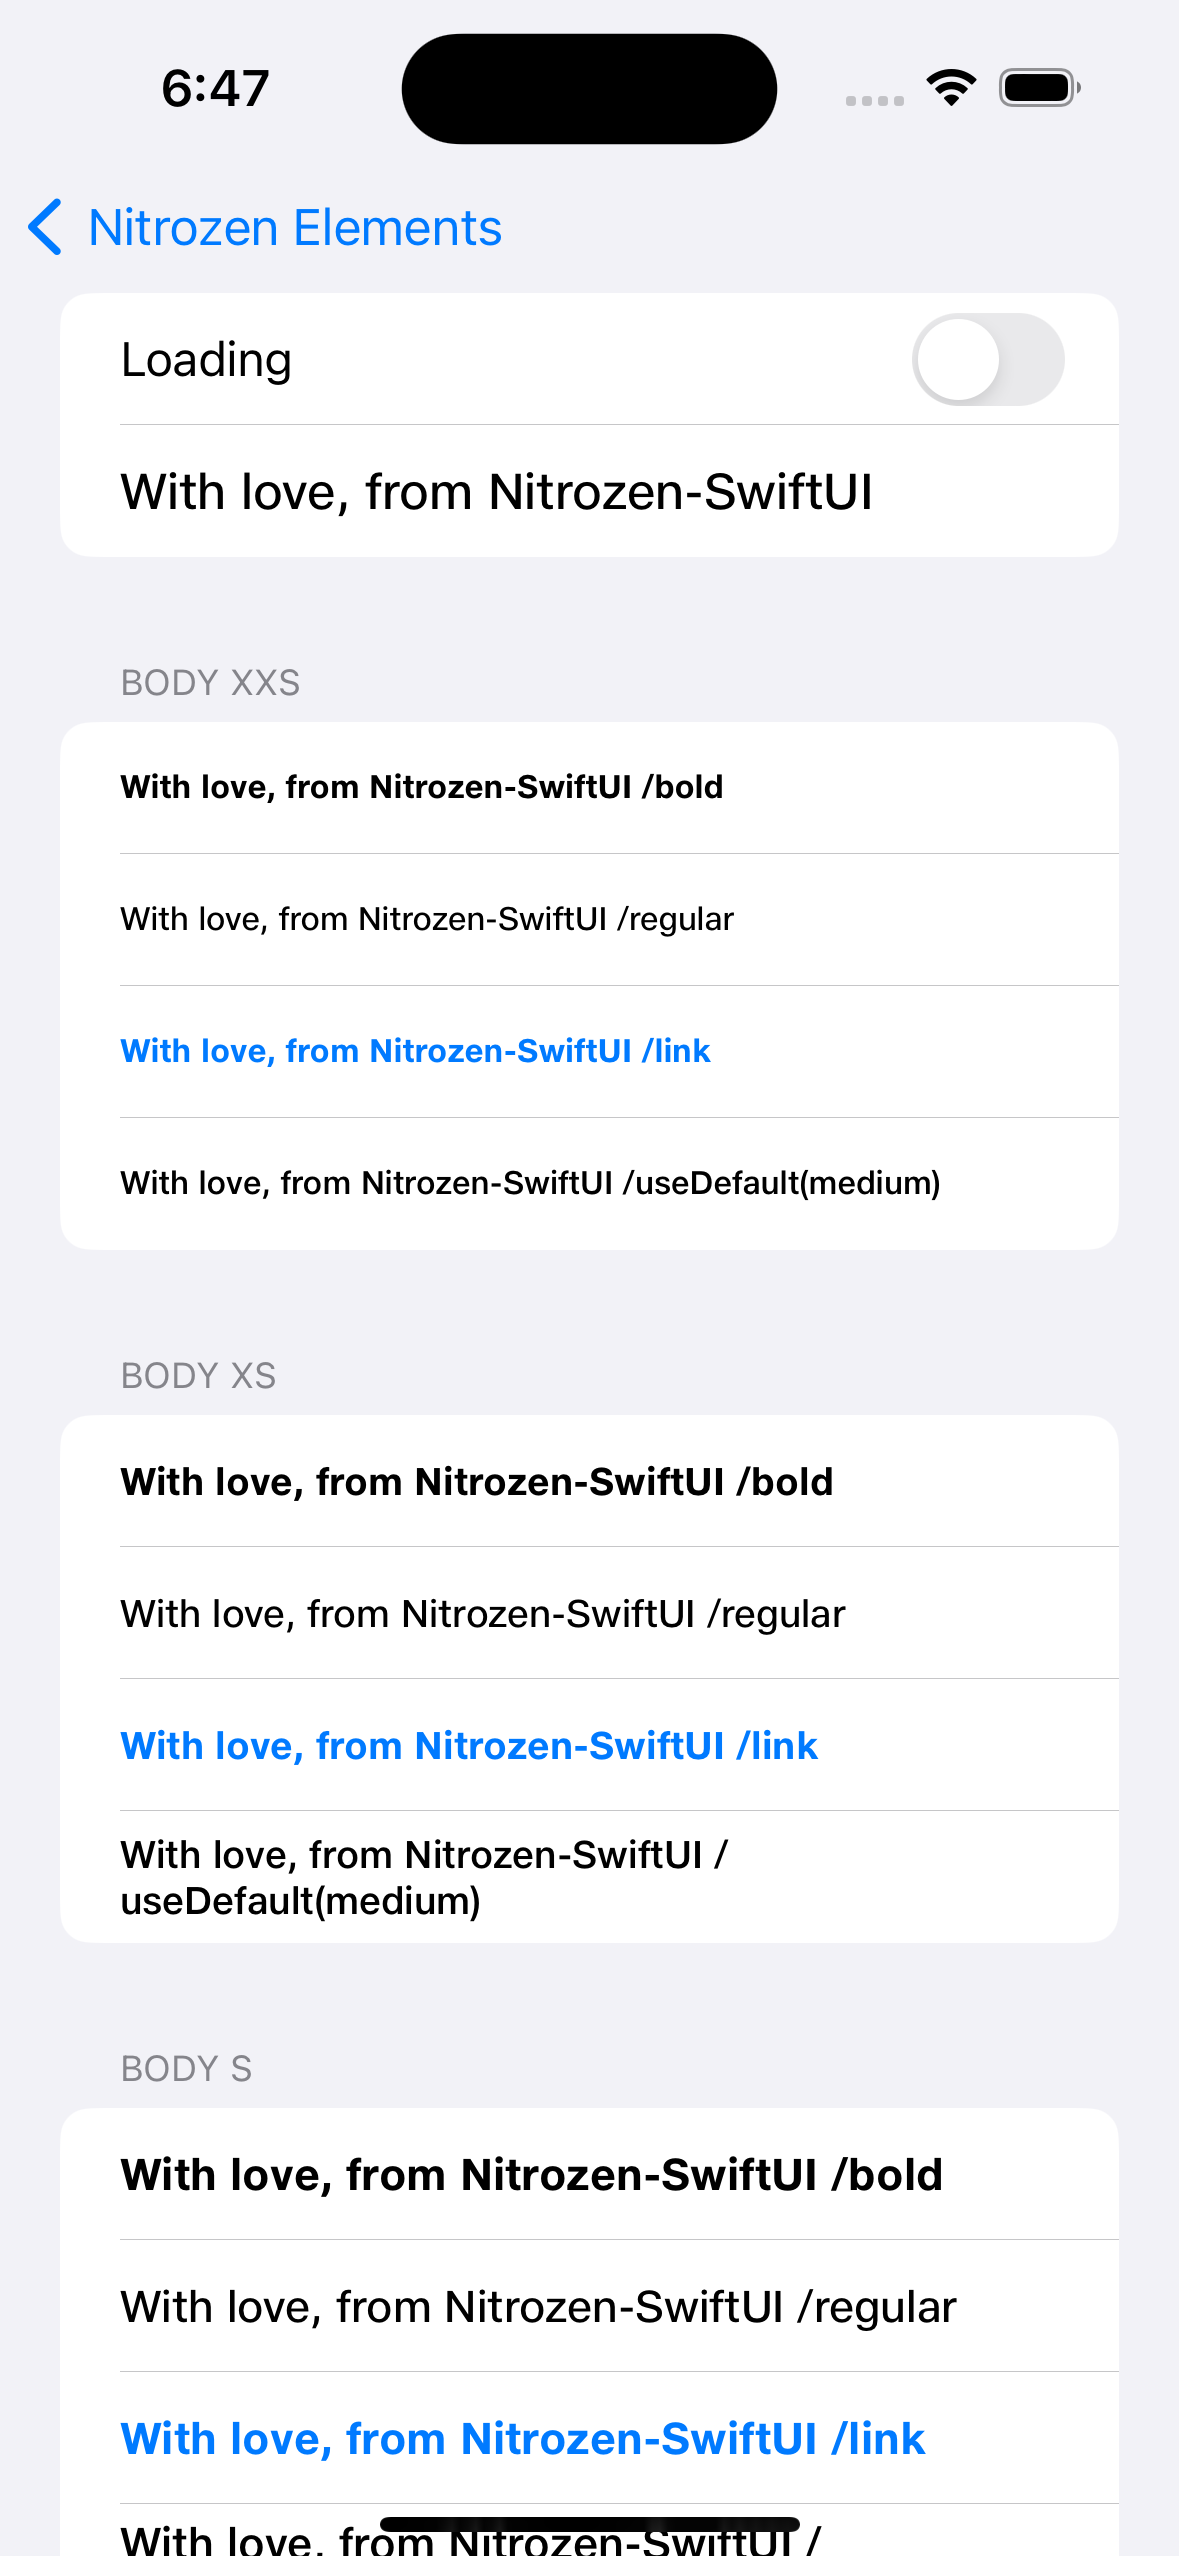 6:47
Nitrozen Elements
Loading
With love, from Nitrozen-SwiftUI
BODY XXS
With love, from Nitrozen-SwiftUI /bold
With love, from Nitrozen-SwiftUI /regular
With love, from Nitrozen-SwiftUI /link
With love, from Nitrozen-SwiftUI /useDefault(medium)
BODY XS
With love, from Nitrozen-SwiftUI /bold
With love, from Nitrozen-SwiftUI /regular
With love, from Nitrozen-SwiftUI /link
With love, from Nitrozen-SwiftUI /
useDefault(medium)
BODY S
With love, from Nitrozen-SwiftUI /bold
With love, from Nitrozen-SwiftUI /regular
With love, from Nitrozen-SwiftUI /link
With love, from Nitrozen-SwiftUI /